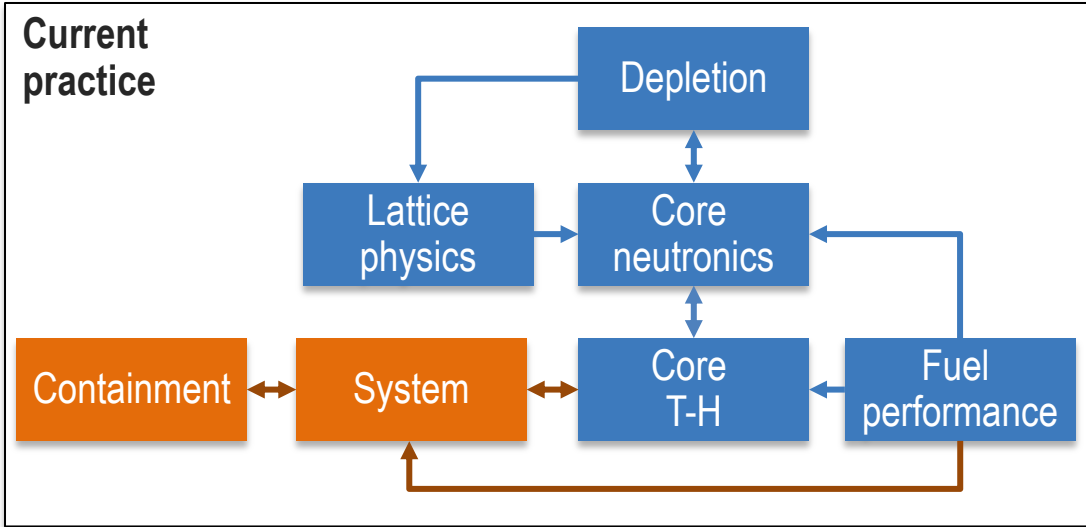 Current
practice
Depletion
Lattice
physics
Core
neutronics
Containment
System
Core
T-H
Fuel
performance